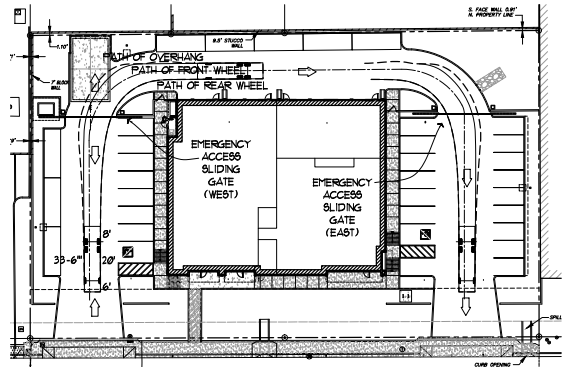 S. FACE WALL 0.91'
N. PROPERTY LINE
9.5' STUCCO
WALL
1.10'
PATH OF OVERHANG
PATH OF FRONT WHEEL
PATH OF REAR WHEEL
7' BLOCK
WALL
EMERGENCY
ACCESS
SLIDING
GATE
(WEST)
EMERGENCY
ACCESS
SLIDING
GATE
(EAST)
8'
33'-6"
20'
6'
SPILL
CURB OPENING